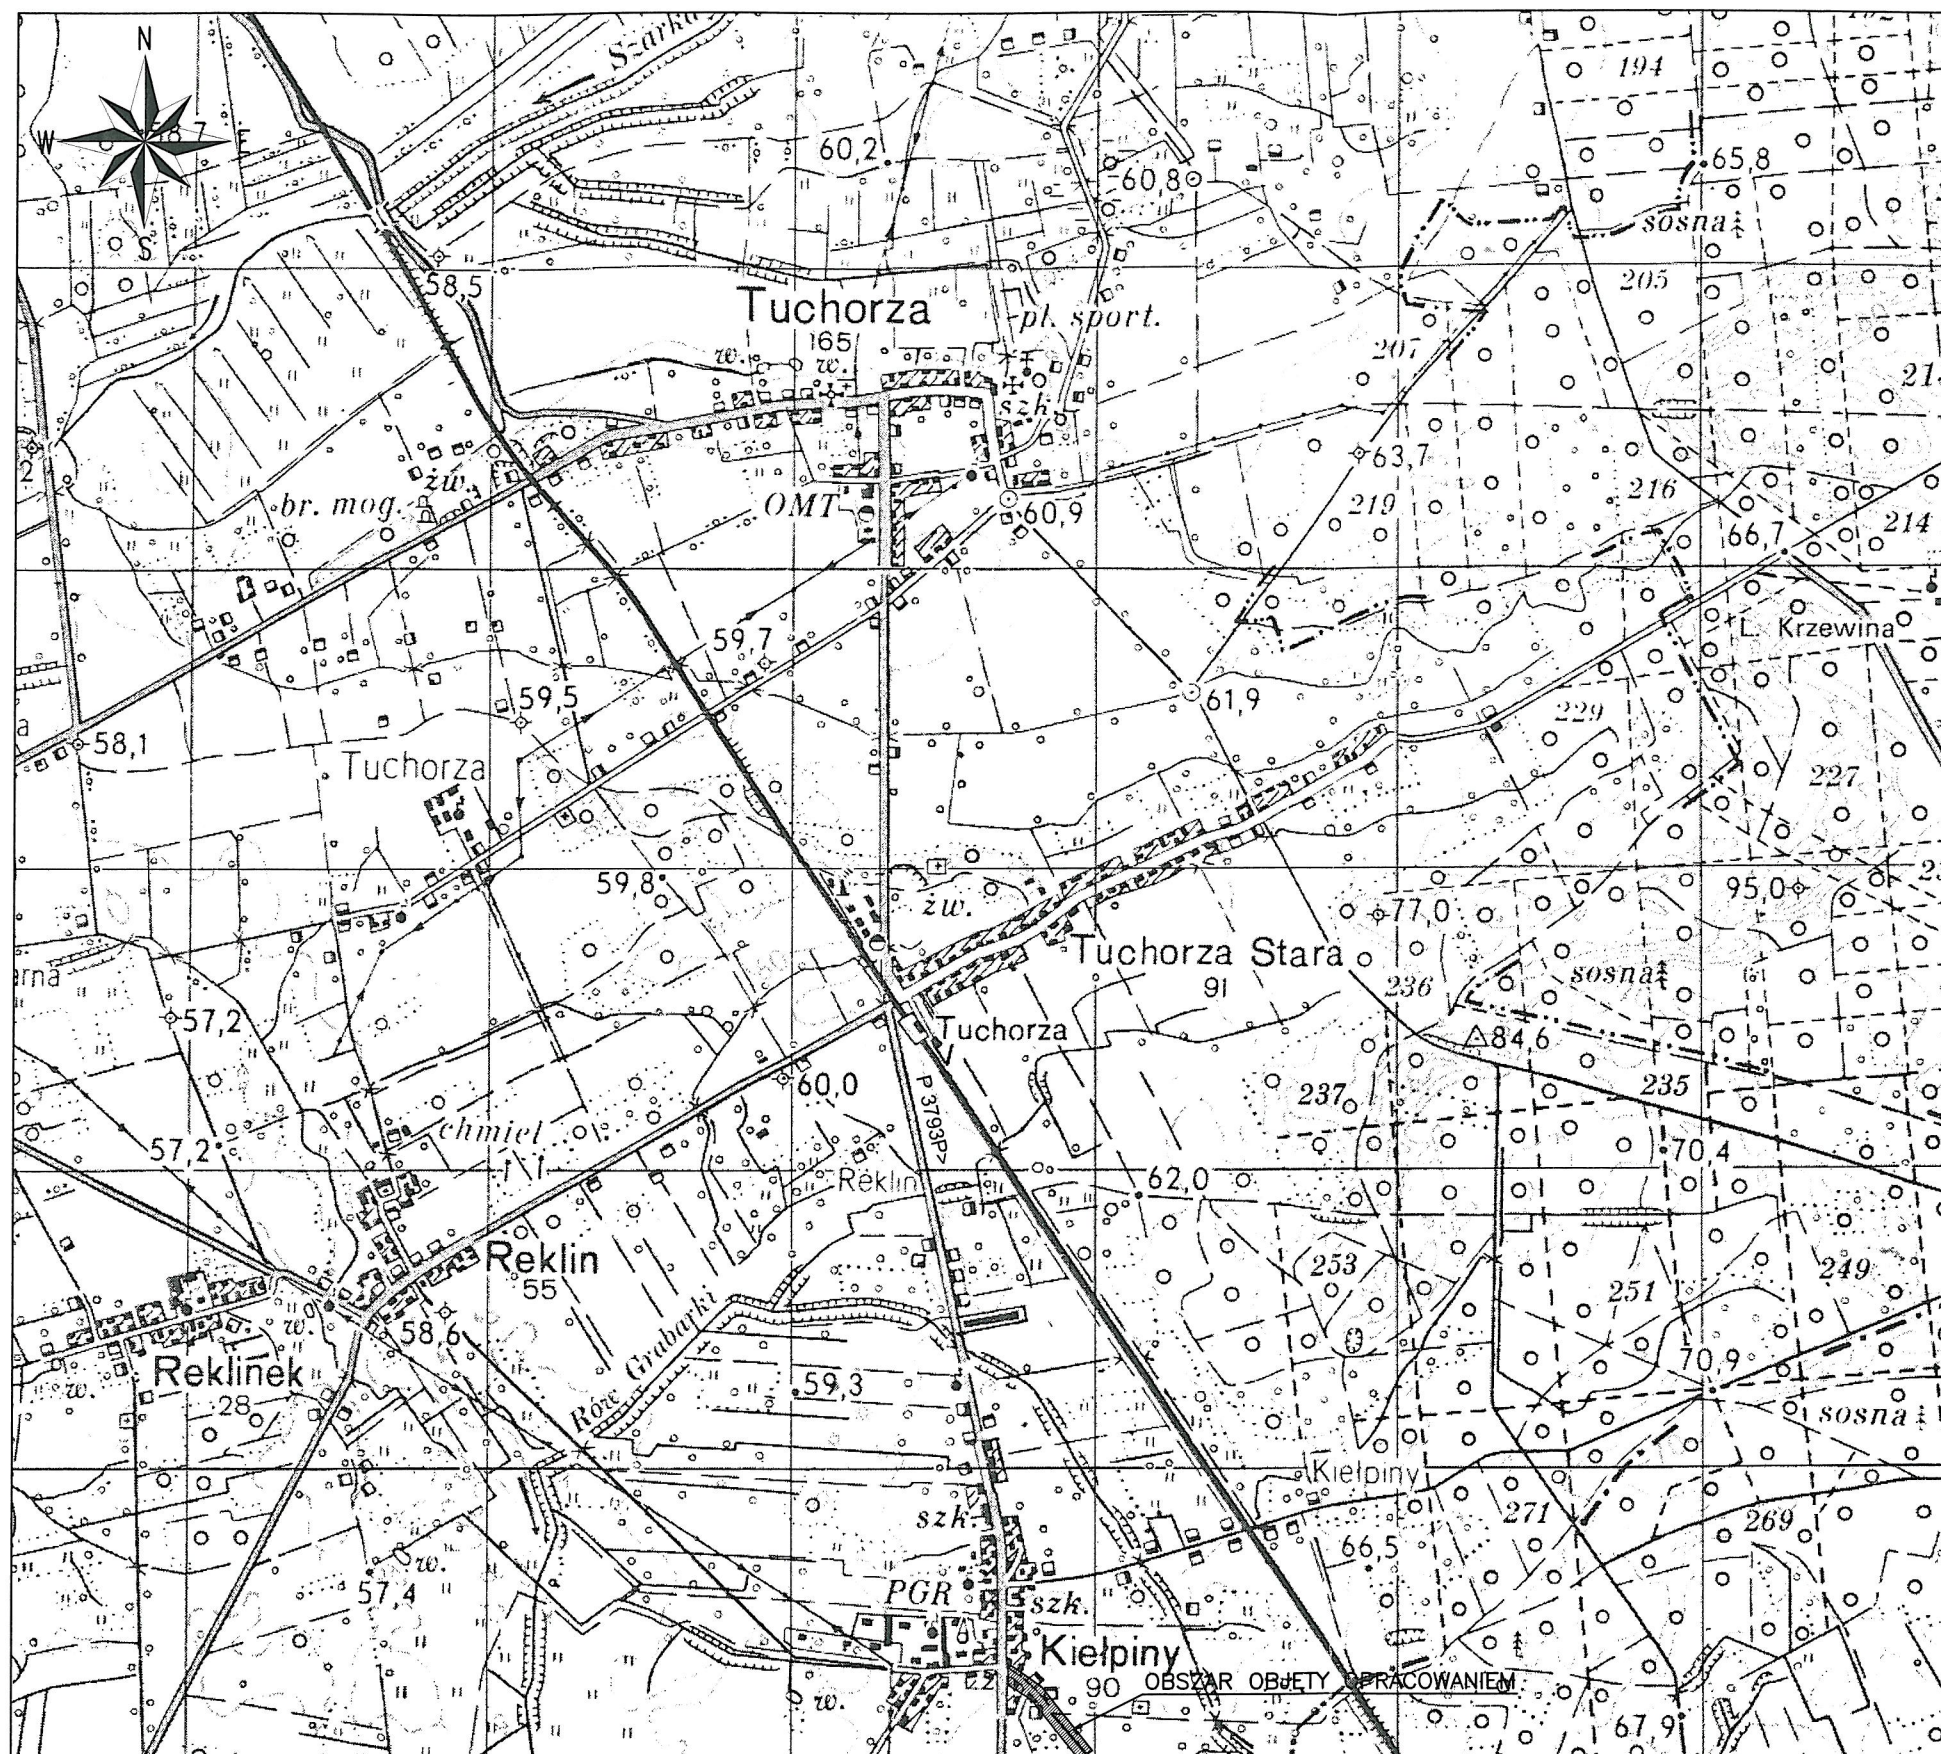 N
Szarka
194
W
58,7
E
60,2
60,8
65,8
sosna
S
58,5
205
Tuchorza
pl. sport.
165
w.
w.
207
szk.
63,7
żw.
br. mog.
OMT
60,9
219
216
214
66,7
L. Krzewina
59,7
59,5
61,9
229
58,1
Tuchorza
227
59,8
żw.
95,0
77,0
Tuchorza Stara
91
236
sosna
57,2
Tuchorza
84,6
60,0
P 3793P>
237
235
chmiel
57,2
Reklin
62,0
70,4
Reklin
55
253
251
249
w.
58,6
Rów Grabarki
Reklinek
28
w.
59,3
70,9
sosna
Kiełpiny
szk.
271
269
w.
57,4
66,5
PGR
szk.
Kiełpiny
90
OBSZAR OBJĘTY OPRACOWANIEM
w.
67,9